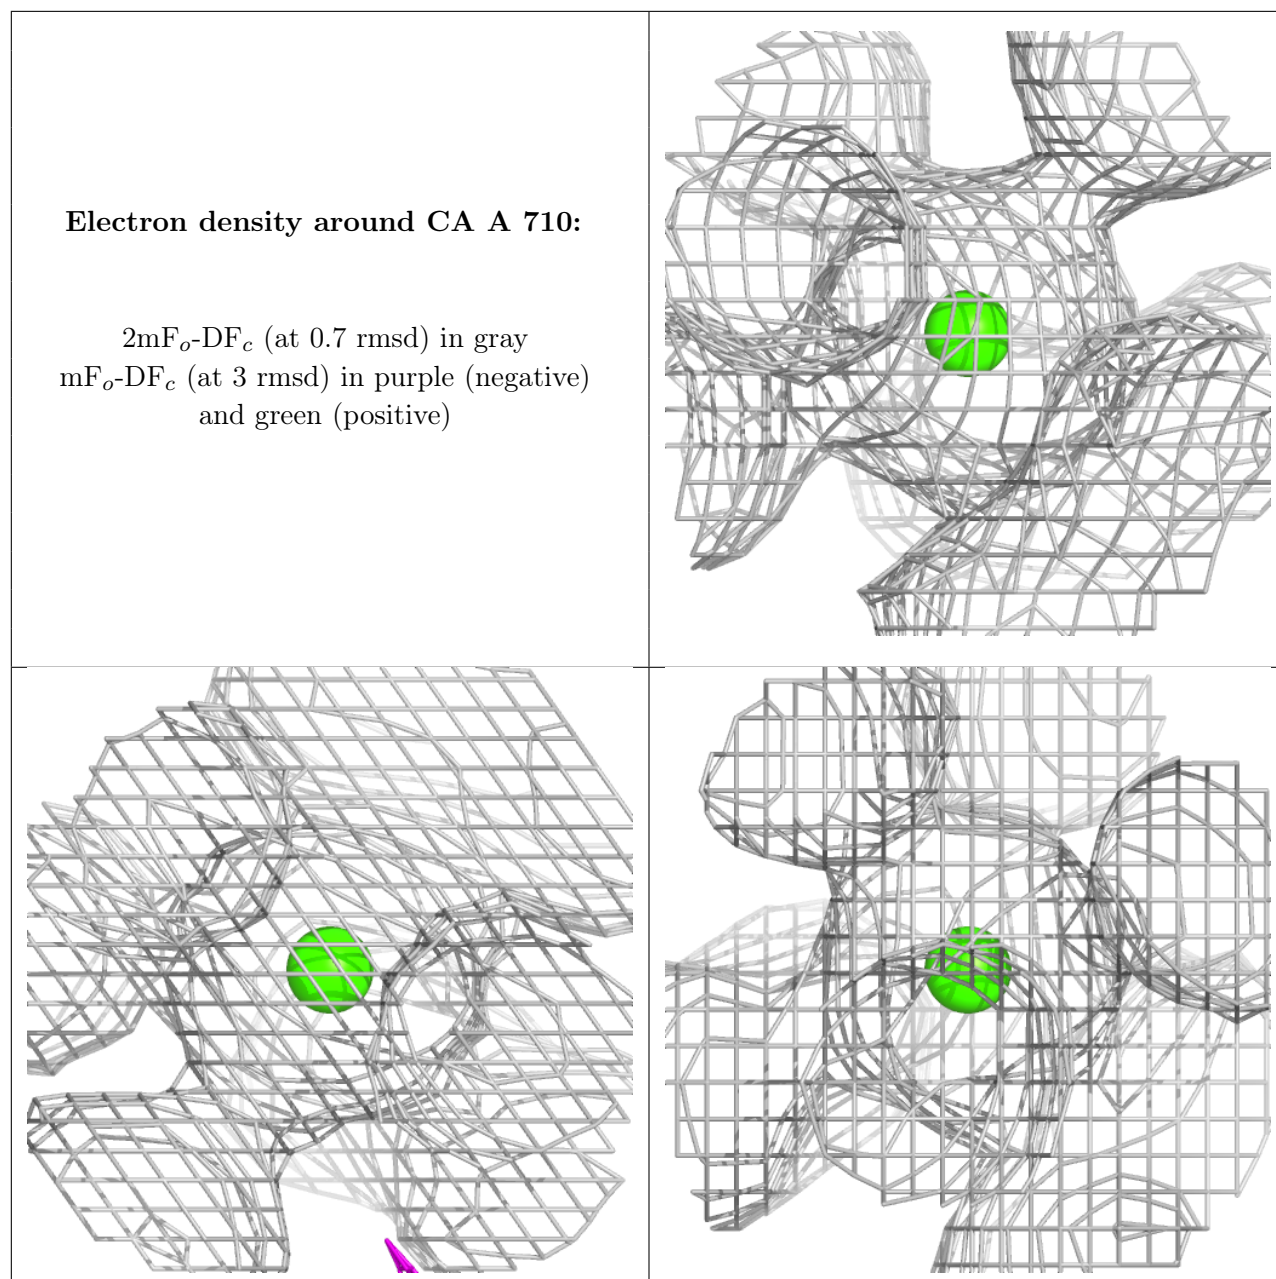 Electron density around CA A 710:
2mFo-DFc (at 0.7 rmsd) in gray
mFo-DFc (at 3 rmsd) in purple (negative)
and green (positive)